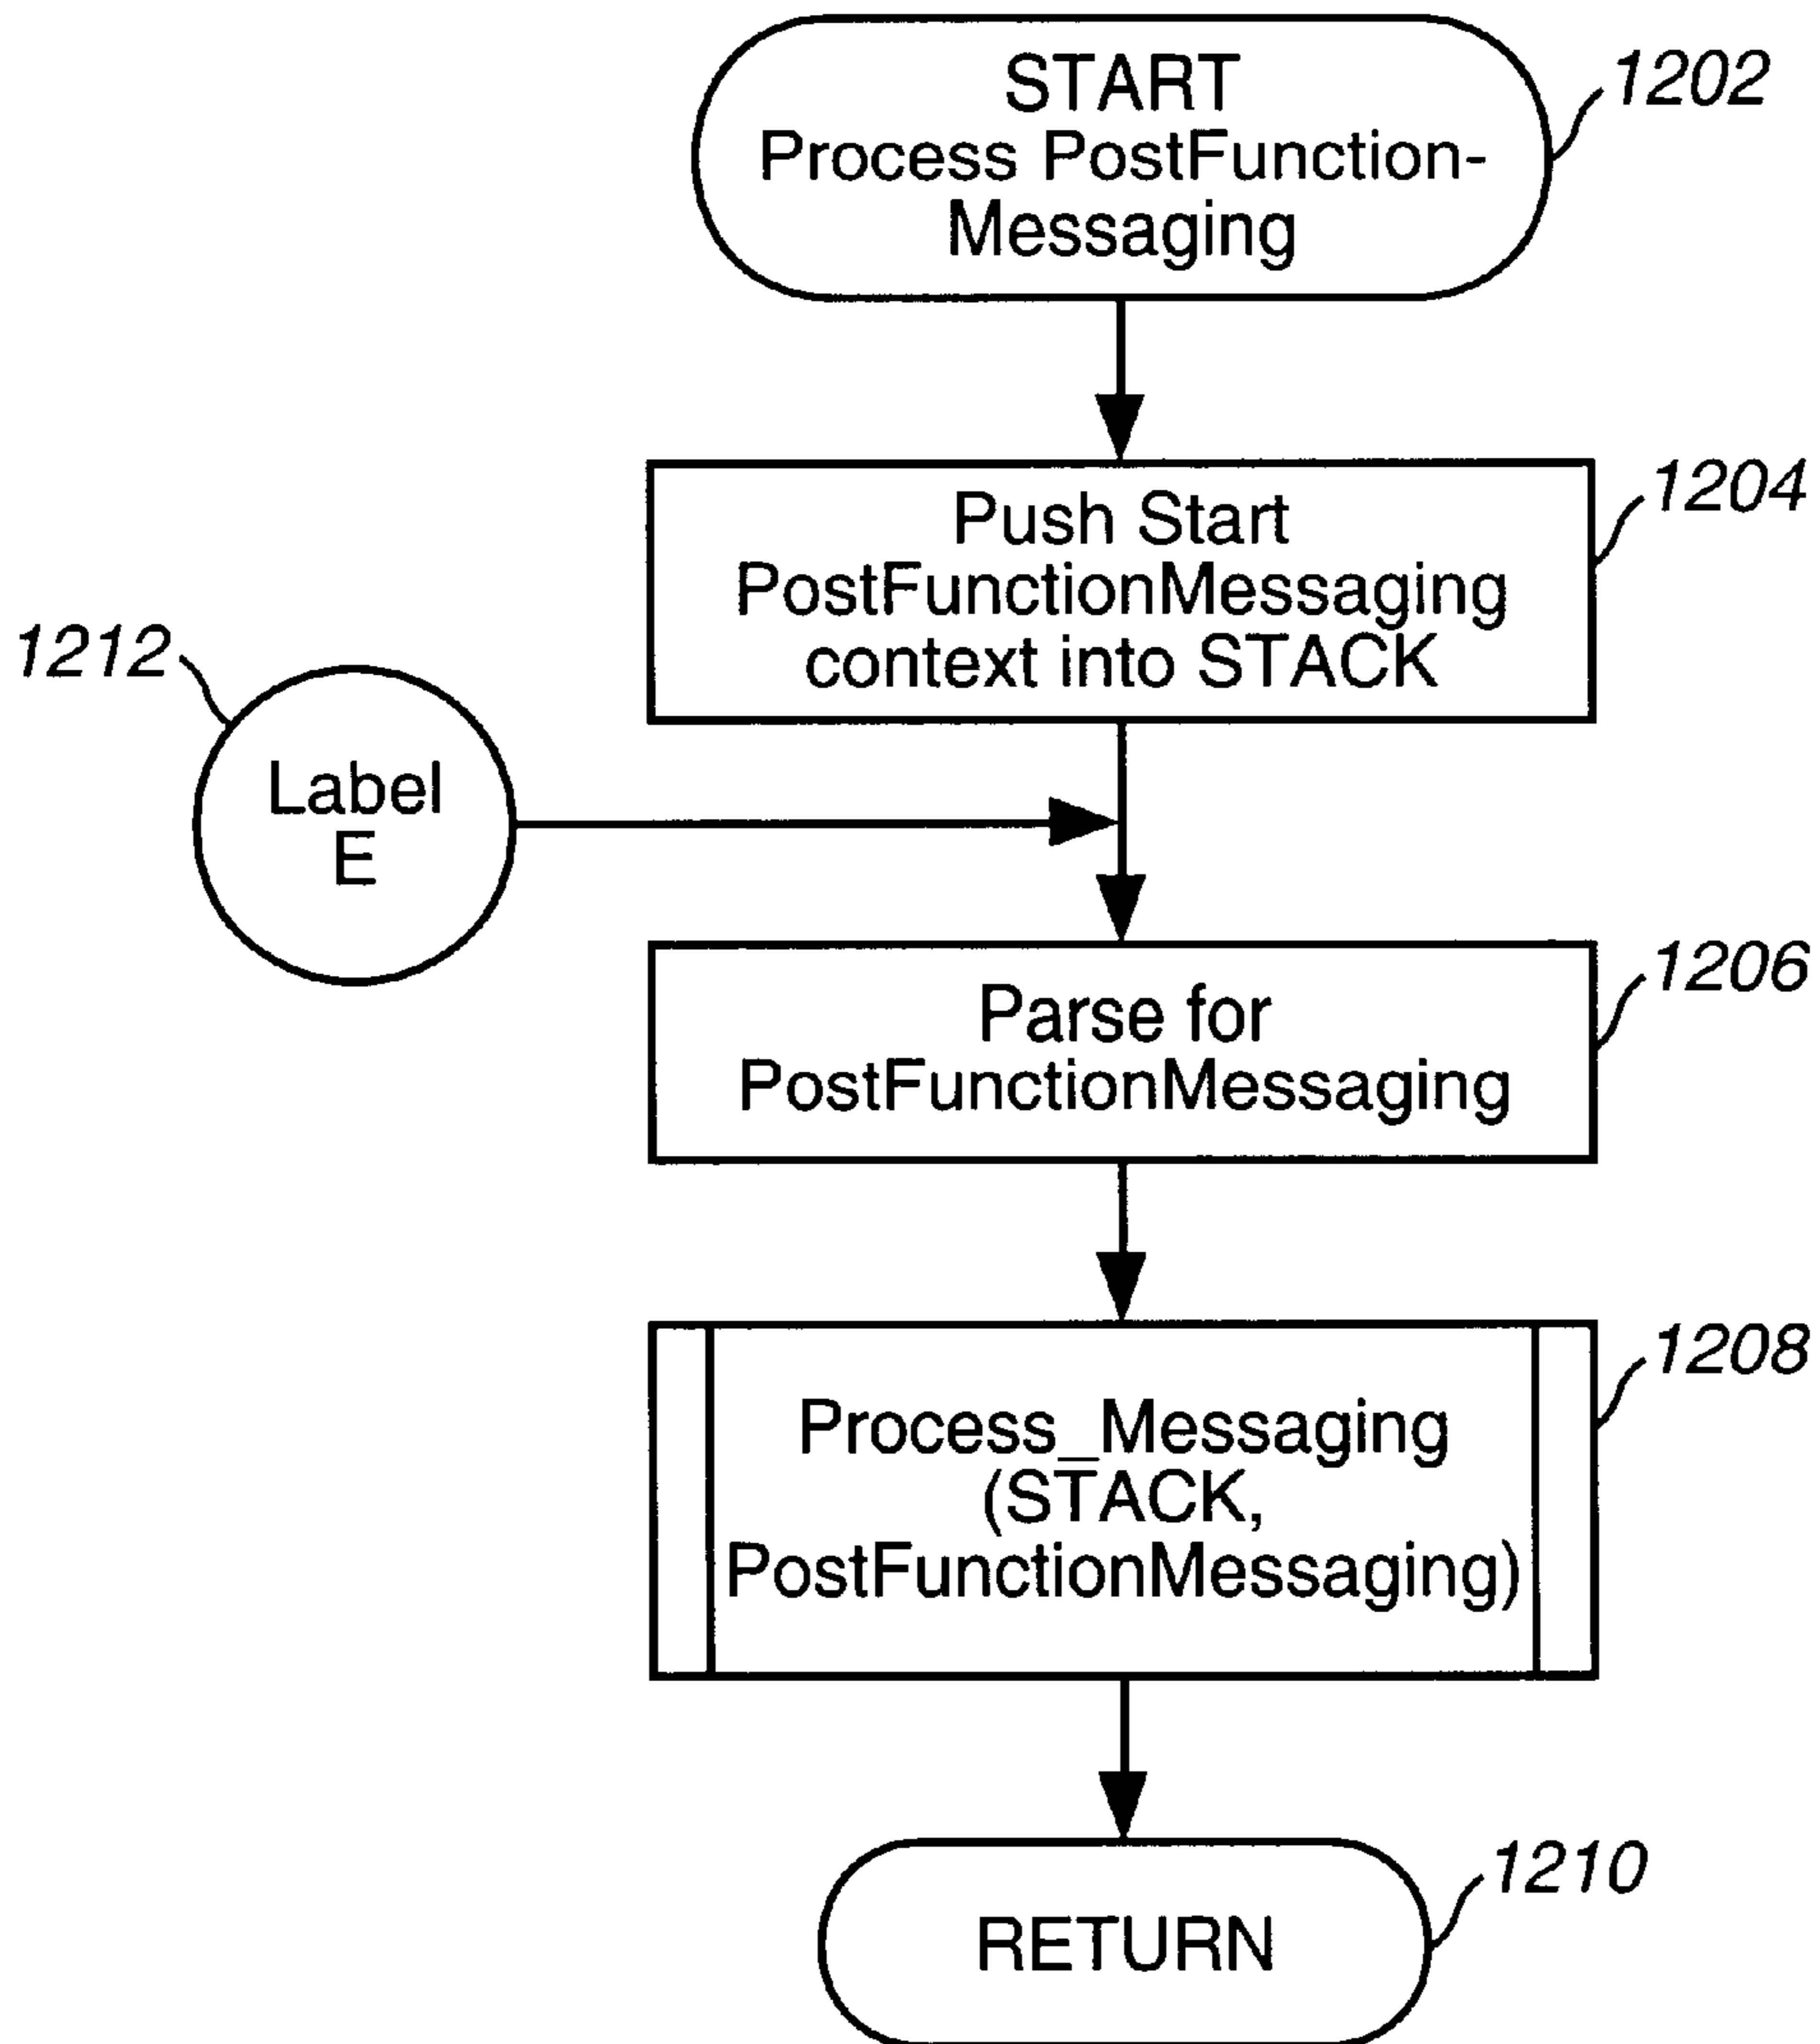 START
Process PostFunction-
Messaging
1202
Push Start
PostFunctionMessaging
context into STACK
1204
1212
Label
E
Parse for
PostFunctionMessaging
1206
Process_Messaging
(STACK,
PostFunctionMessaging)
1208
RETURN
1210